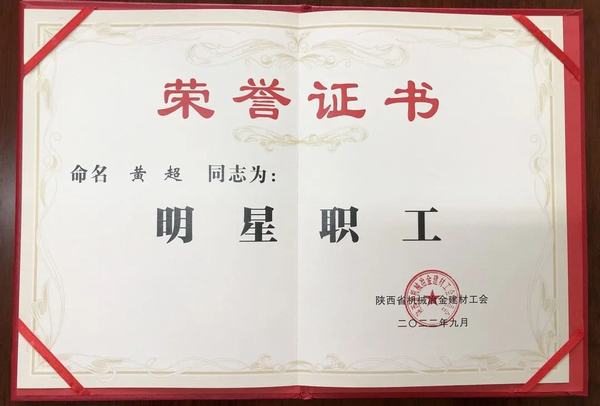 荣誉证书
命名 黄超 同志为：
明星职工
陕西省机械冶金建材工会
二〇二二年九月